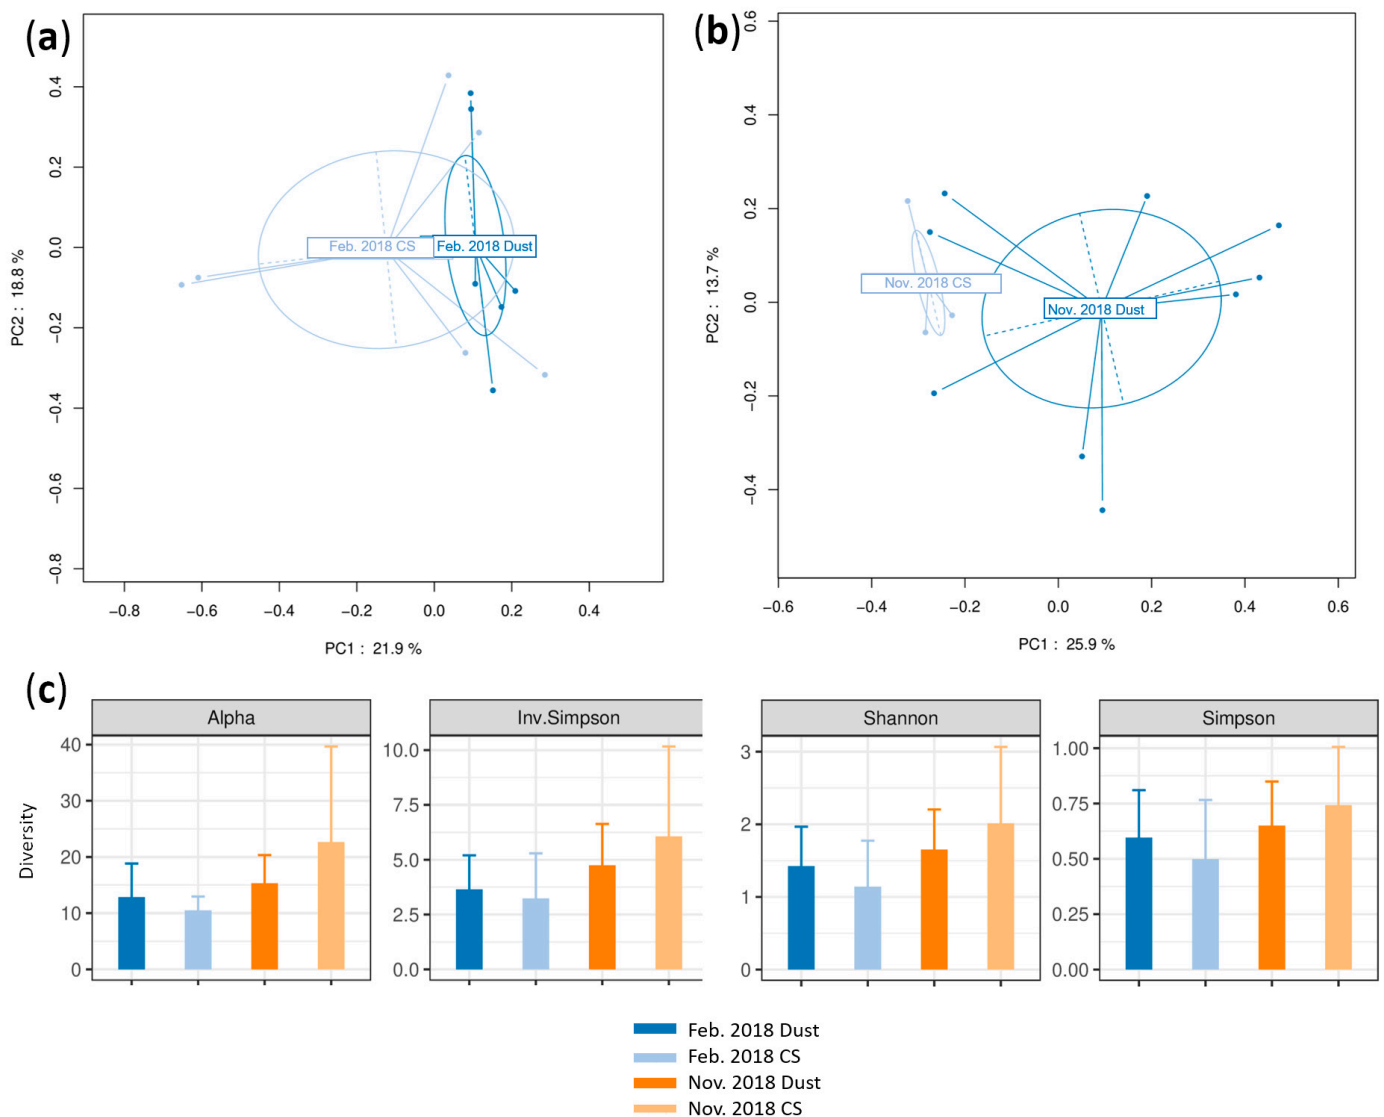 (a)
0.4
0.2
0.0
−0.2
−0.4
−0.6
−0.8
PC2 : 18.8 %
Feb. 2018 CS
Feb. 2018 Dust
−0.8
−0.6
−0.4
−0.2
0.0
0.2
0.4
PC1 : 21.9 %
(b)
0.6
0.4
0.2
0.0
−0.2
−0.4
PC2 : 13.7 %
Nov. 2018 CS
Nov. 2018 Dust
−0.6
−0.4
−0.2
0.0
0.2
0.4
0.6
PC1 : 25.9 %
(c)
Diversity
Alpha
40
30
20
10
0
Inv.Simpson
10.0
7.5
5.0
2.5
0.0
Shannon
3
2
1
0
Simpson
1.00
0.75
0.50
0.25
0.00
Feb. 2018 Dust
Feb. 2018 CS
Nov. 2018 Dust
Nov. 2018 CS